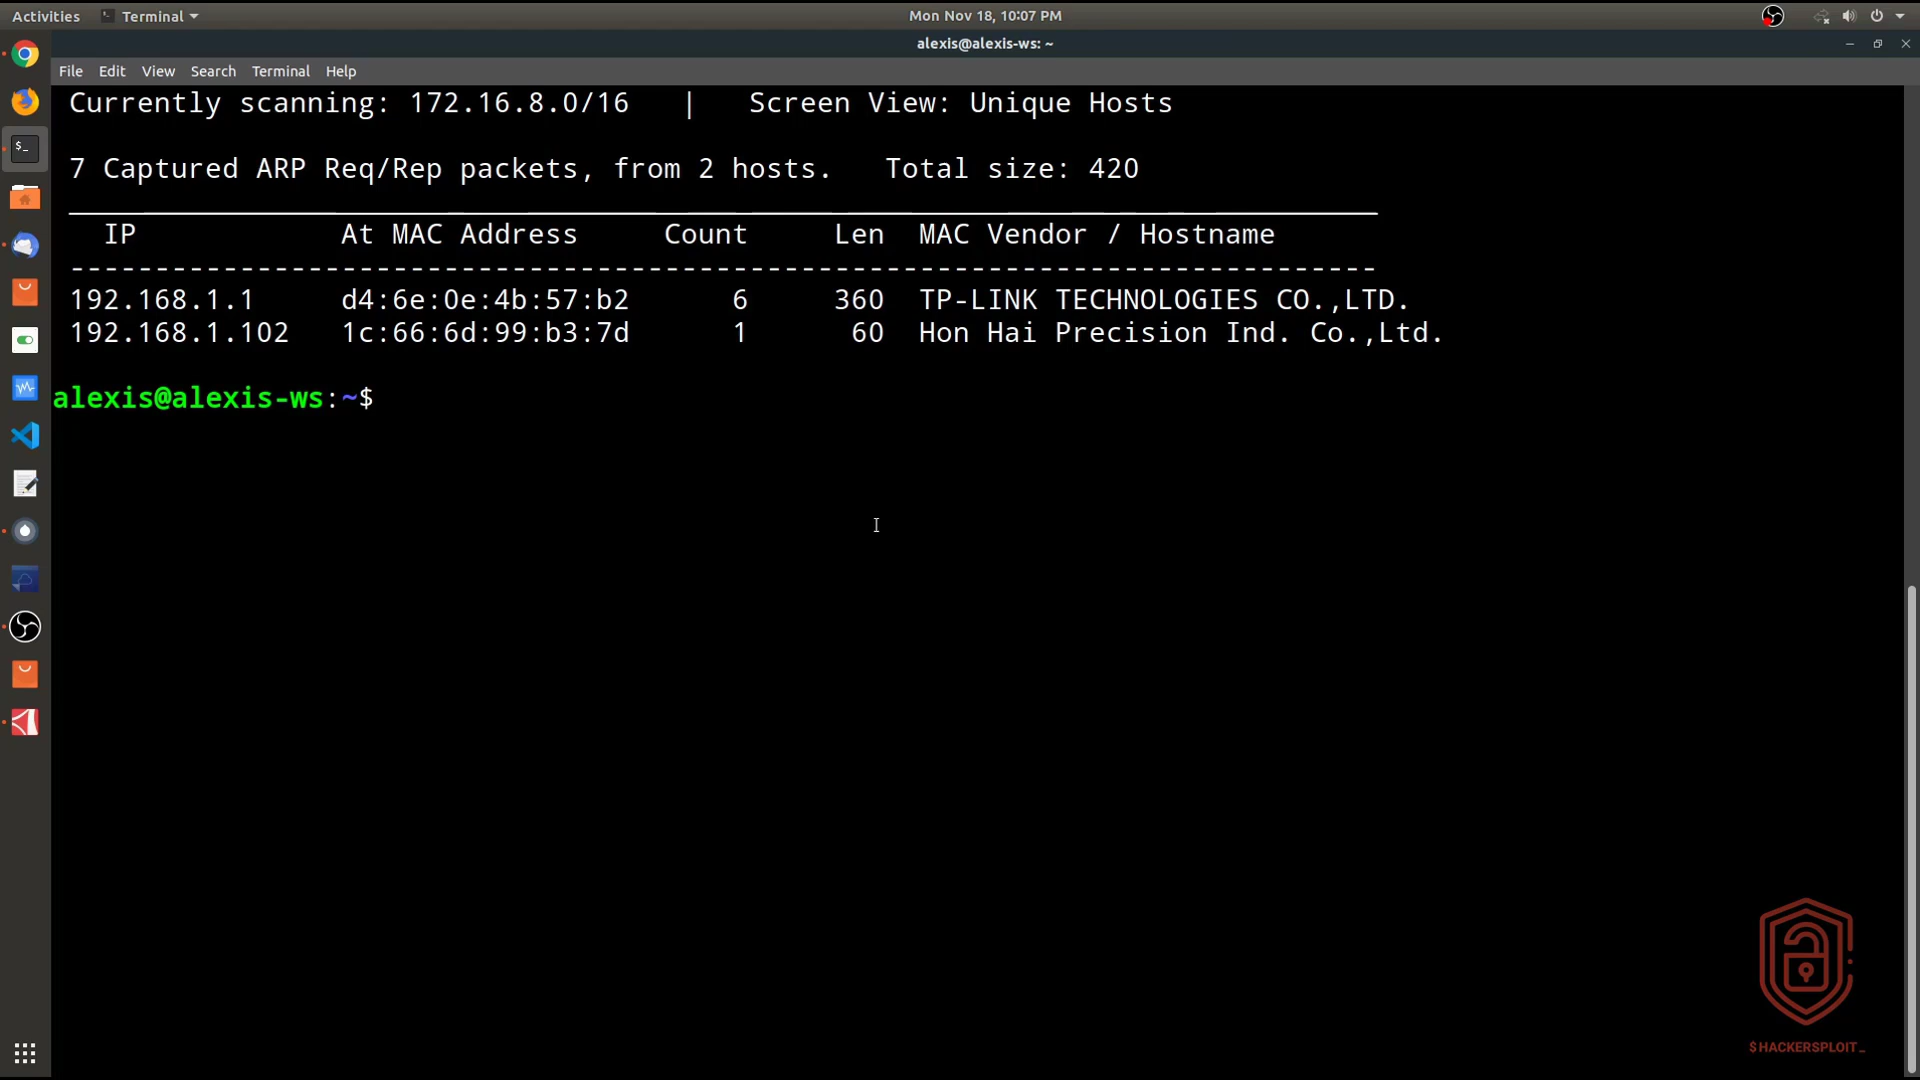 Activities Terminal Mon Nov 18, 10:07 PM
alexis@alexis-ws: ~
File Edit View Search Terminal Help
Currently scanning: 172.16.8.0/16 | Screen View: Unique Hosts
7 Captured ARP Req/Rep packets, from 2 hosts. Total size: 420
_____________________________________________________________________________
IP At MAC Address Count Len MAC Vendor / Hostname
-----------------------------------------------------------------------------
192.168.1.1 d4:6e:0e:4b:57:b2 6 360 TP-LINK TECHNOLOGIES CO.,LTD.
192.168.1.102 1c:66:6d:99:b3:7d 1 60 Hon Hai Precision Ind. Co.,Ltd.
alexis@alexis-ws:~$
$HACKERSPLOIT_